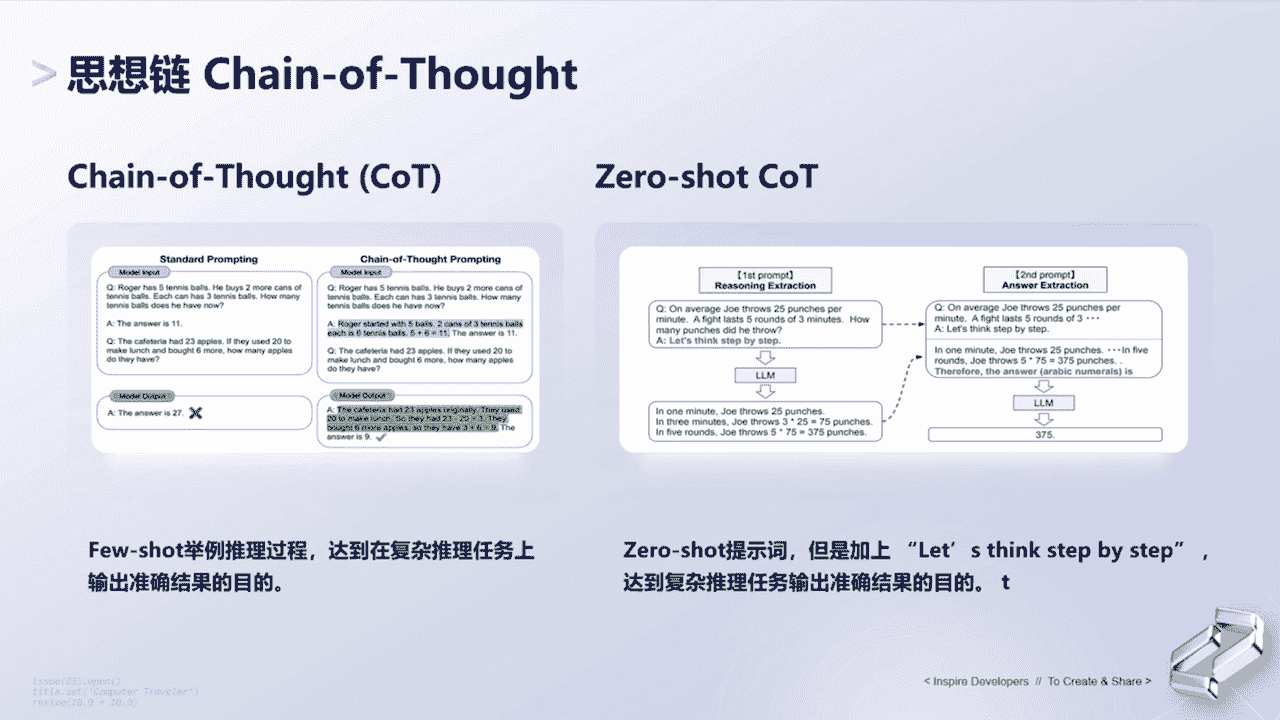 > 思想链 Chain-of-Thought
Chain-of-Thought (CoT)
Standard Prompting
Model Input
Q: Roger has 5 tennis balls. He buys 2 more cans of
tennis balls. Each can has 3 tennis balls. How many
tennis balls does he have now?
A: The answer is 11.
Q: The cafeteria had 23 apples. If they used 20 to
make lunch and bought 6 more, how many apples
do they have?
Model Output
A: The answer is 27.
Chain-of-Thought Prompting
Model Input
Q: Roger has 5 tennis balls. He buys 2 more cans of
tennis balls. Each can has 3 tennis balls. How many
tennis balls does he have now?
A: Roger started with 5 balls. 2 cans of 3 tennis balls
each is 6 tennis balls. 5 + 6 = 11. The answer is 11.
Q: The cafeteria had 23 apples. If they used 20 to
make lunch and bought 6 more, how many apples
do they have?
Model Output
A: The cafeteria had 23 apples originally. They used
20 to make lunch. So they had 23 - 20 = 3. They
bought 6 more apples, so they have 3 + 6 = 9. The
answer is 9.
Few-shot举例推理过程，达到在复杂推理任务上
输出准确结果的目的。
Zero-shot CoT
【1st prompt】
Reasoning Extraction
Q: On average Joe throws 25 punches per
minute. A fight lasts 5 rounds of 3 minutes. How
many punches did he throw?
A: Let's think step by step.
LLM
In one minute, Joe throws 25 punches.
In three minutes, Joe throws 3 * 25 = 75 punches.
In five rounds, Joe throws 5 * 75 = 375 punches.
【2nd prompt】
Answer Extraction
Q: On average Joe throws 25 punches per
minute. A fight lasts 5 rounds of 3 ···
A: Let's think step by step.
In one minute, Joe throws 25 punches. ···In five
rounds, Joe throws 5 * 75 = 375 punches. .
Therefore, the answer (arabic numerals) is
LLM
375.
Zero-shot提示词，但是加上 “Let’s think step by step” ，
达到复杂推理任务输出准确结果的目的。 t
issue(03).open()
title.set("Computer Traveler")
< Inspire Developers // To Create & Share >